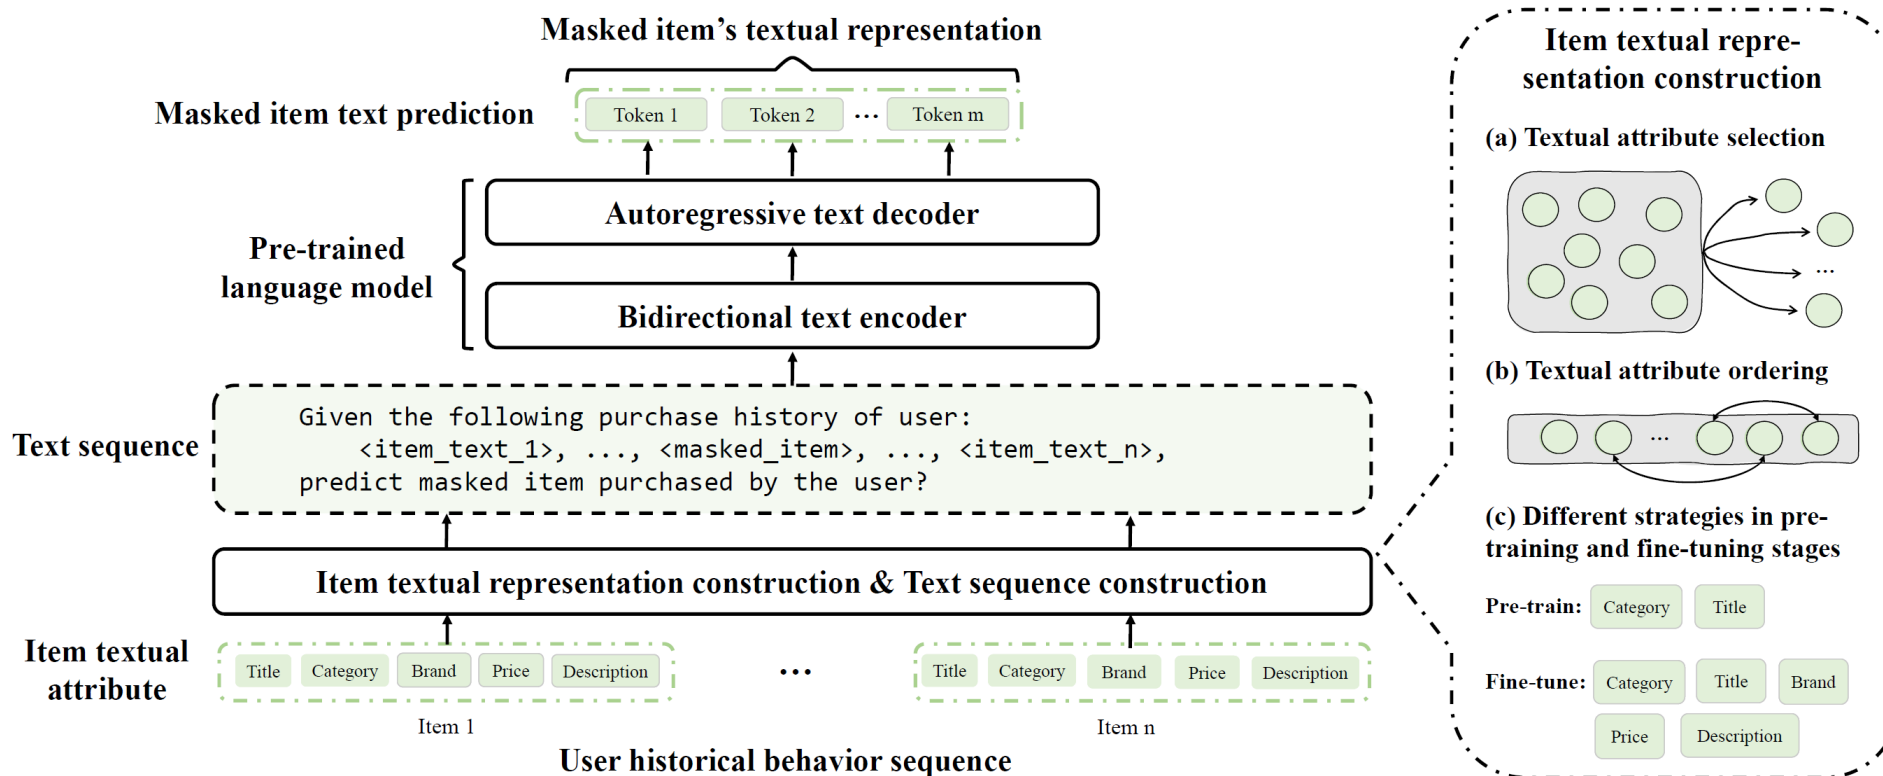 Masked item's textual representation
Masked item text prediction
Token 1 Token 2 ... Token m
Autoregressive text decoder
Pre-trained
language model
Bidirectional text encoder
Text sequence
Given the following purchase history of user:
<item_text_1>, ..., <masked_item>, ..., <item_text_n>,
predict masked item purchased by the user?
Item textual representation construction & Text sequence construction
Item textual
attribute
Title Category Brand Price Description
...
Title Category Brand Price Description
Item 1
Item n
User historical behavior sequence
Item textual repre-
sentation construction
(a) Textual attribute selection
...
(b) Textual attribute ordering
...
(c) Different strategies in pre-
training and fine-tuning stages
Pre-train: Category Title
Fine-tune: Category Title Brand
Price Description